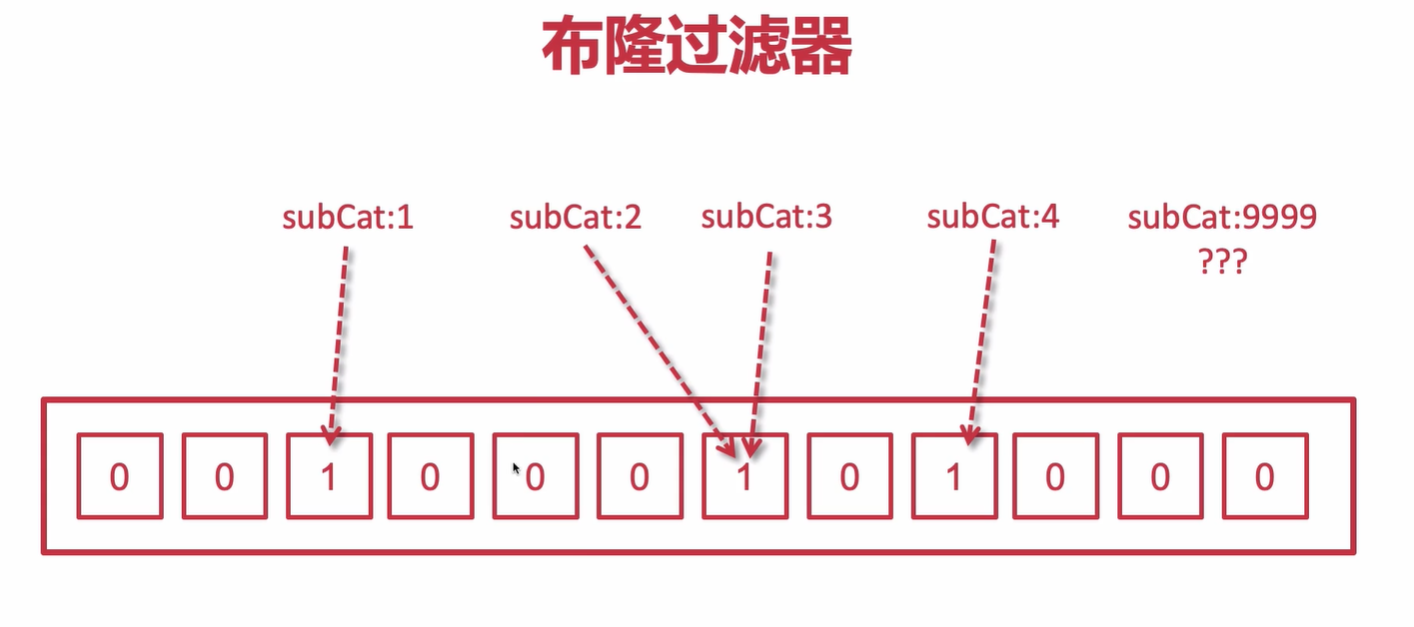 布隆过滤器
subCat:1 subCat:2 subCat:3 subCat:4 subCat:9999
???
0 0 1 0 0 0 1 0 1 0 0 0